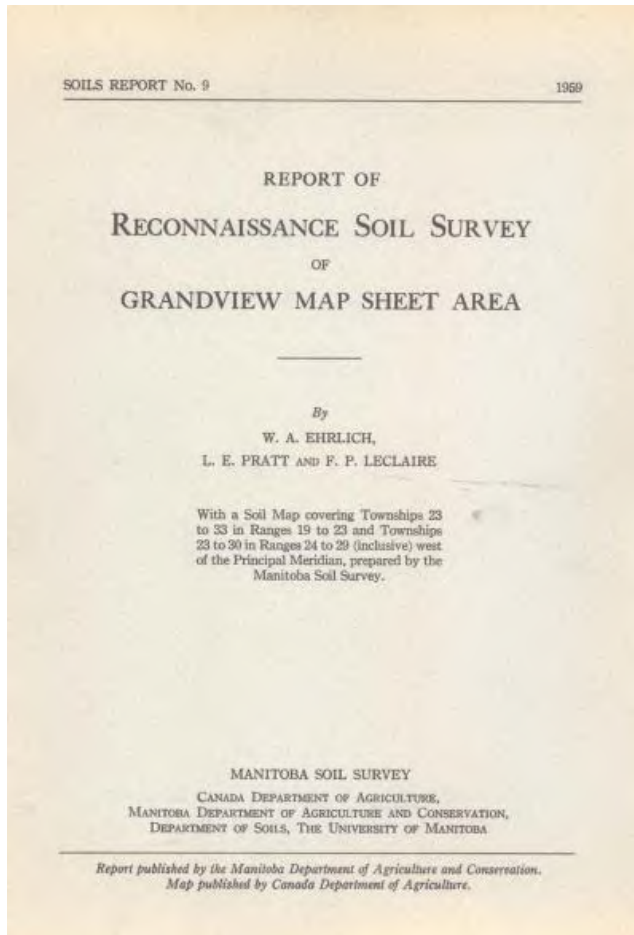 SOILS REPORT No. 9 1959
REPORT OF
RECONNAISSANCE SOIL SURVEY
OF
GRANDVIEW MAP SHEET AREA
By
W. A. EHRLICH,
L. E. PRATT AND F. P. LECLAIRE
With a Soil Map covering Townships 23
to 33 in Ranges 19 to 23 and Townships
23 to 30 in Ranges 24 to 29 (inclusive) west
of the Principal Meridian, prepared by the
Manitoba Soil Survey.
MANITOBA SOIL SURVEY
CANADA DEPARTMENT OF AGRICULTURE,
MANITOBA DEPARTMENT OF AGRICULTURE AND CONSERVATION,
DEPARTMENT OF SOILS, THE UNIVERSITY OF MANITOBA
Report published by the Manitoba Department of Agriculture and Conservation.
Map published by Canada Department of Agriculture.